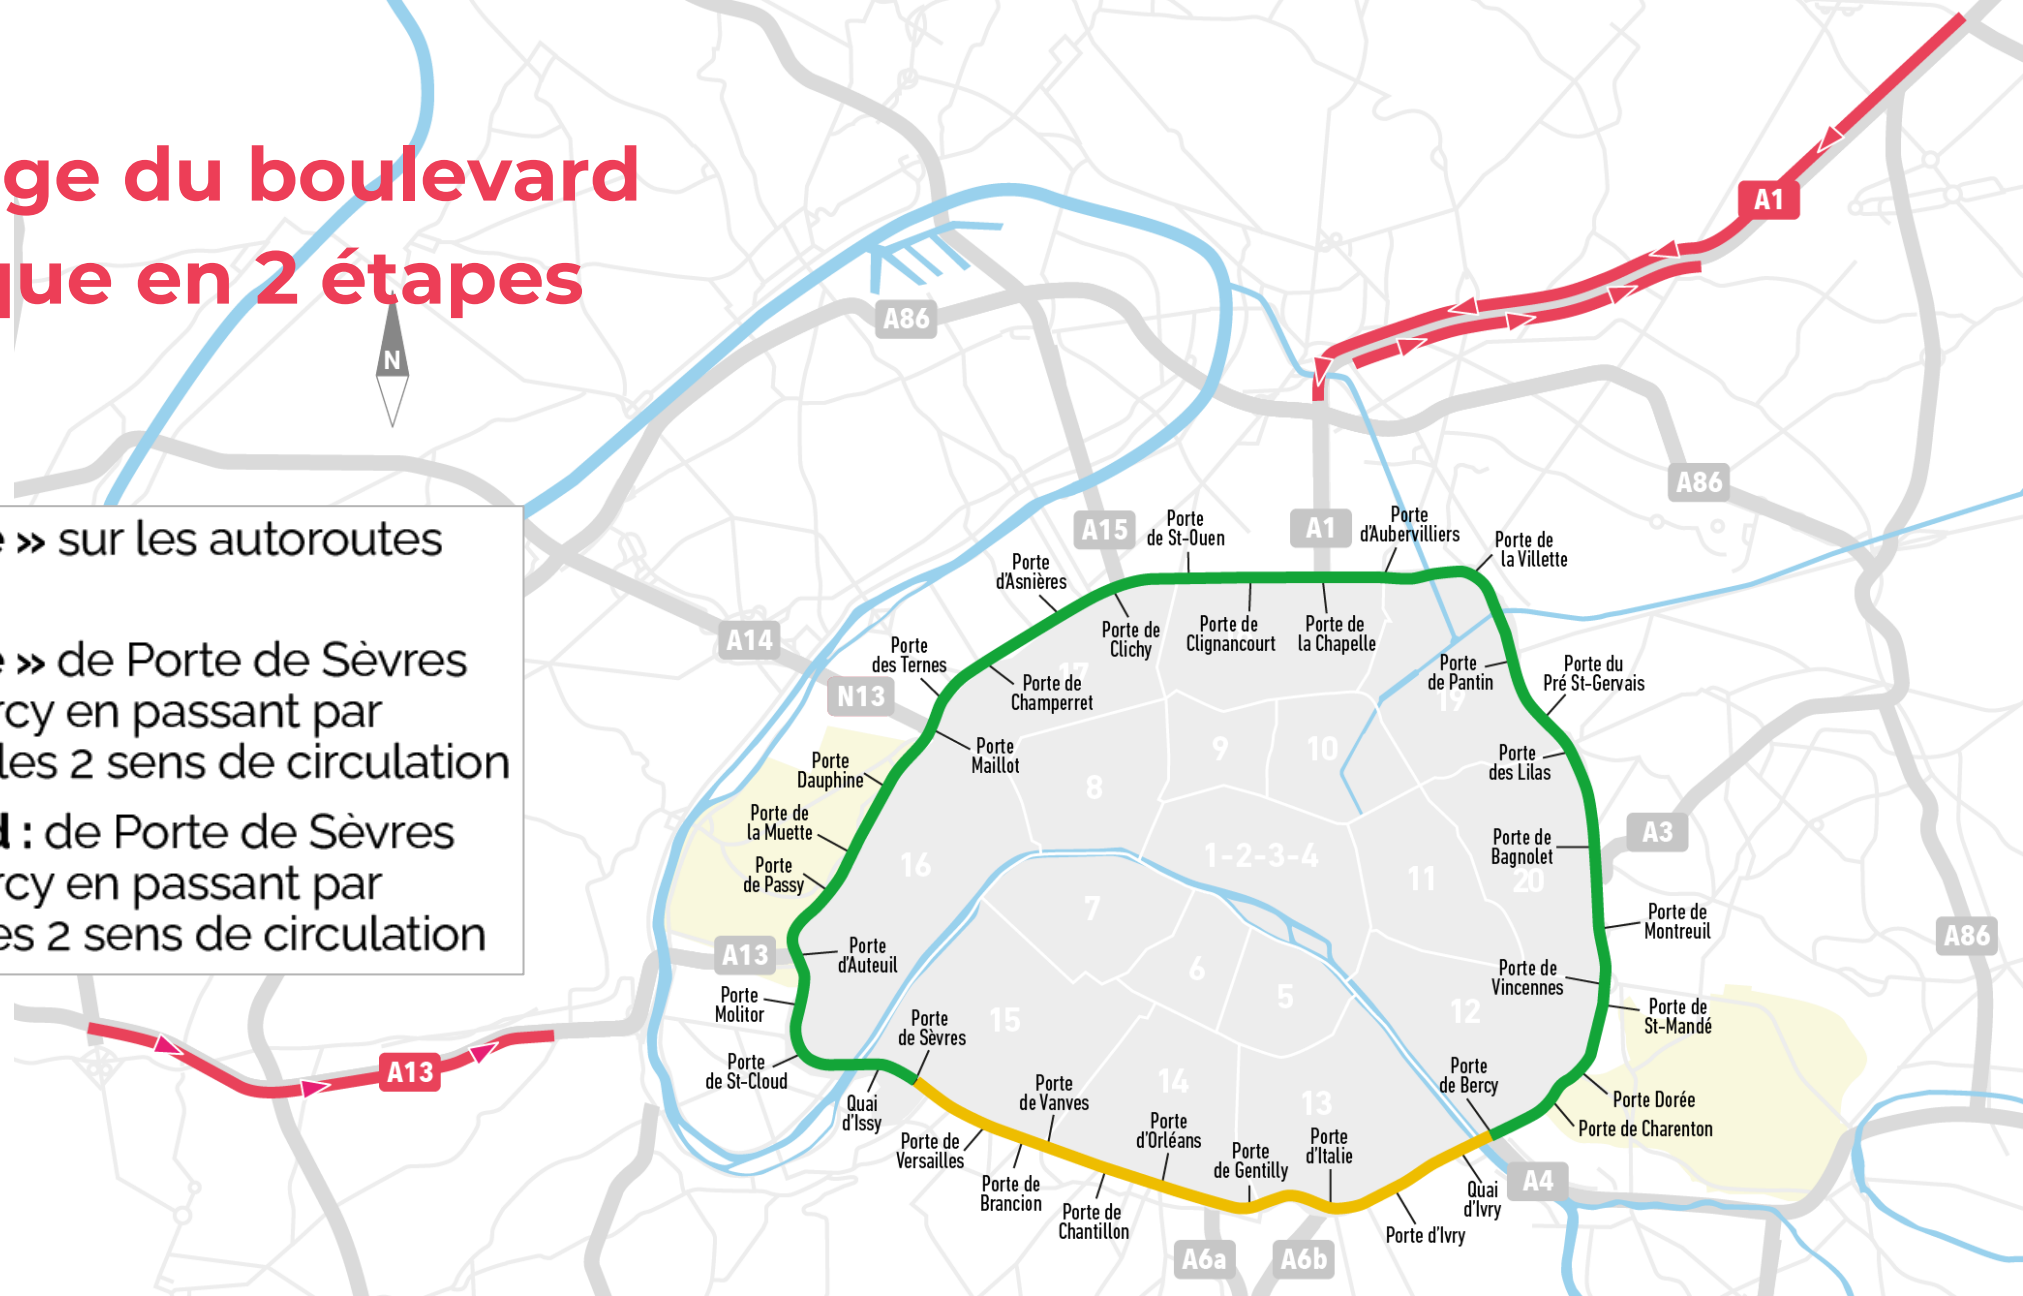 ge du boulevard
que en 2 étapes
N
e » sur les autoroutes
e » de Porte de Sèvres
rcy en passant par
les 2 sens de circulation
d : de Porte de Sèvres
rcy en passant par
es 2 sens de circulation
A1
A86
A86
A15
A1
Porte
de St-Ouen
Porte
d'Aubervilliers
Porte de
la Villette
Porte
d'Asnières
Porte de
Clichy
Porte de
Clignancourt
Porte de
la Chapelle
A14
N13
Porte
des Ternes
Porte de
Champerret
17
Porte
de Pantin
19
Porte du
Pré St-Gervais
Porte
Maillot
Porte
Dauphine
Porte
des Lilas
9
10
8
Porte de
la Muette
Porte
de Passy
16
1-2-3-4
11
Porte de
Bagnolet
20
A3
7
Porte de
Montreuil
A86
A13
Porte
d'Auteuil
6
5
Porte de
Vincennes
Porte
Molitor
Porte de
St-Mandé
12
15
Porte
de Sèvres
Porte
de St-Cloud
A13
Quai
d'Issy
Porte
de Vanves
14
13
Porte
de Bercy
Porte Dorée
Porte de Charenton
Porte de
Versailles
Porte
d'Orléans
Porte
de Gentilly
Porte
d'Italie
Porte de
Brancion
Porte de
Chantillon
Quai
d'Ivry
A4
Porte d'Ivry
A6a
A6b